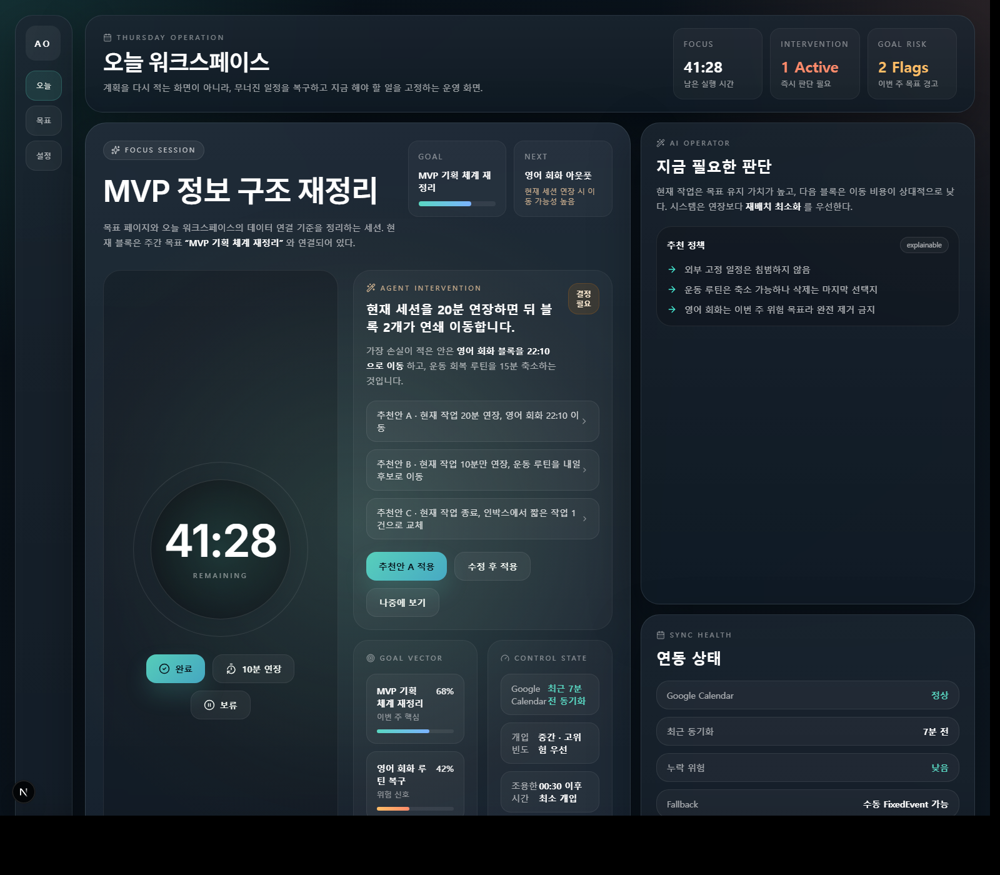 AO
오늘
목표
설정
THURSDAY OPERATION
오늘 워크스페이스
계획을 다시 적는 화면이 아니라, 무너진 일정을 복구하고 지금 해야 할 일을 고정하는 운영 화면.
FOCUS
41:28
남은 실행 시간
INTERVENTION
1 Active
즉시 판단 필요
GOAL RISK
2 Flags
이번 주 목표 경고
FOCUS SESSION
MVP 정보 구조 재정리
목표 페이지와 오늘 워크스페이스의 데이터 연결 기준을 정리하는 세션. 현
재 블록은 주간 목표 “MVP 기획 체계 재정리” 와 연결되어 있다.
GOAL
MVP 기획 체계 재
정리
NEXT
영어 회화 아웃풋
현재 세션 연장 시 이
동 가능성 높음
41:28
REMAINING
완료
10분 연장
보류
AGENT INTERVENTION
현재 세션을 20분 연장하면 뒤 블
록 2개가 연쇄 이동합니다.
결정
필요
가장 손실이 적은 안은 영어 회화 블록을 22:10
으로 이동 하고, 운동 회복 루틴을 15분 축소하는
것입니다.
추천안 A · 현재 작업 20분 연장, 영어 회화 22:10 이
동
추천안 B · 현재 작업 10분만 연장, 운동 루틴을 내일
후보로 이동
추천안 C · 현재 작업 종료, 인박스에서 짧은 작업 1
건으로 교체
추천안 A 적용
수정 후 적용
나중에 보기
GOAL VECTOR
MVP 기획
체계 재정리
68%
이번 주 핵심
영어 회화 루
틴 복구
42%
위험 신호
CONTROL STATE
Google
Calendar
최근 7분
전 동기화
개입
빈도
중간 · 고위
험 우선
조용한
시간
00:30 이후
최소 개입
AI OPERATOR
지금 필요한 판단
현재 작업은 목표 유지 가치가 높고, 다음 블록은 이동 비용이 상대적으로 낮
다. 시스템은 연장보다 재배치 최소화 를 우선한다.
추천 정책
explainable
외부 고정 일정은 침범하지 않음
운동 루틴은 축소 가능하나 삭제는 마지막 선택지
영어 회화는 이번 주 위험 목표라 완전 제거 금지
SYNC HEALTH
연동 상태
Google Calendar
정상
최근 동기화
7분 전
누락 위험
낮음
Fallback
수동 FixedEvent 가능
N